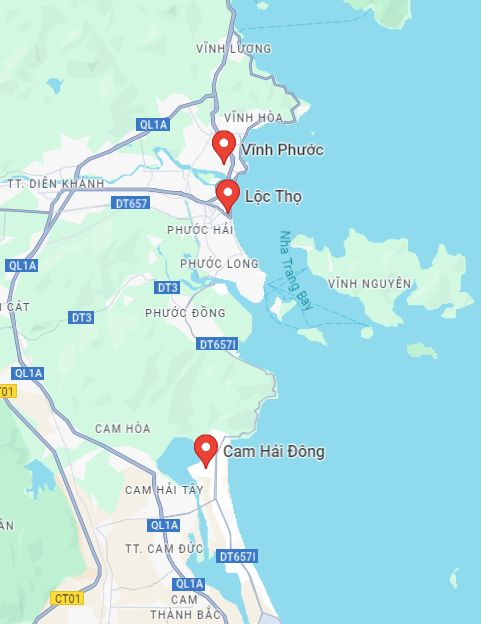 VĨNH LƯƠNG
VĨNH HÒA
QL1A
Vĩnh Phước
TT. DIÊN KHÁNH
Lộc Thọ
DT657
PHƯỚC HẢI
Nha Trang Bay
QL1A
PHƯỚC LONG
VĨNH NGUYÊN
DT3
CÁT
PHƯỚC ĐỒNG
DT3
DT657I
QL1A
T01
CAM HÒA
Cam Hải Đông
CAM HẢI TÂY
QL1A
ÂN
TT. CAM ĐỨC
DT657I
QL1A
CT01
CAM
THÀNH BẮC